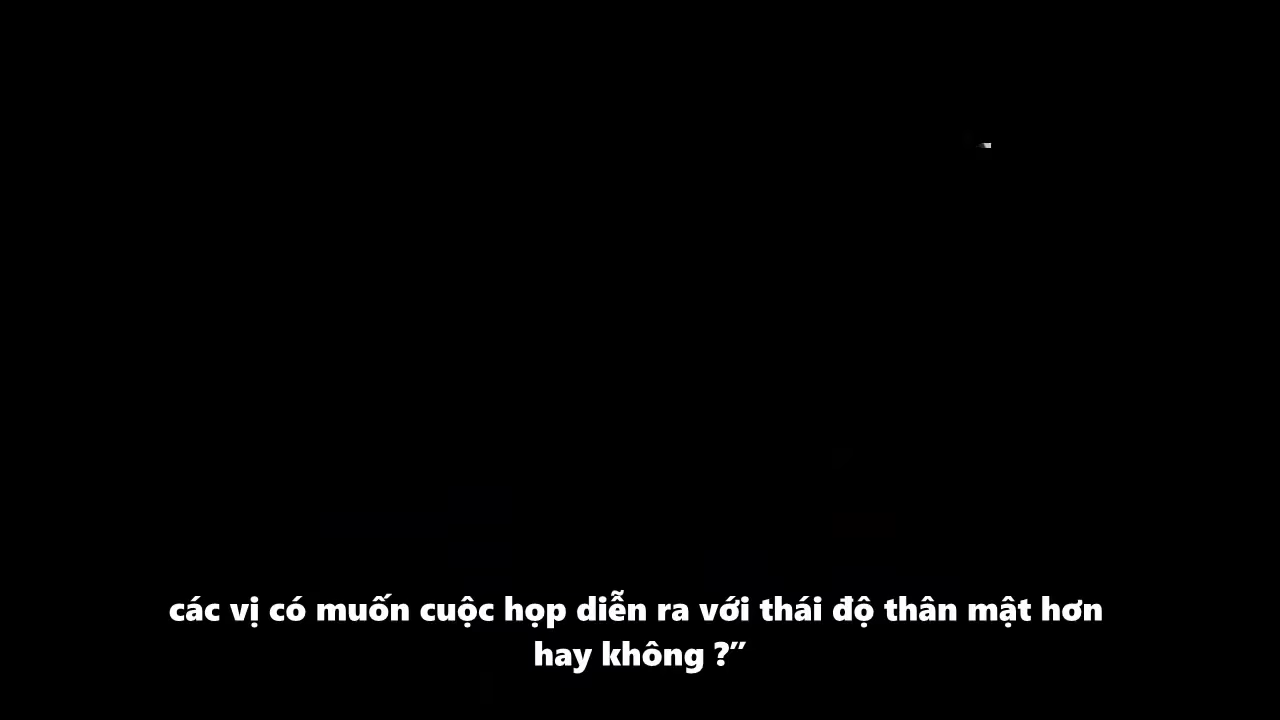 các vị có muốn cuộc họp diễn ra với thái độ thân mật hơn
hay không ?”